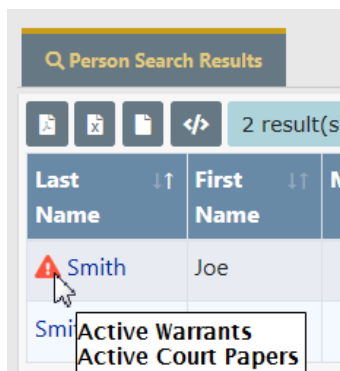 Person Search Results
2 result(s
Last Name
First Name
M
Smith
Joe
Smi
Active Warrants
Active Court Papers